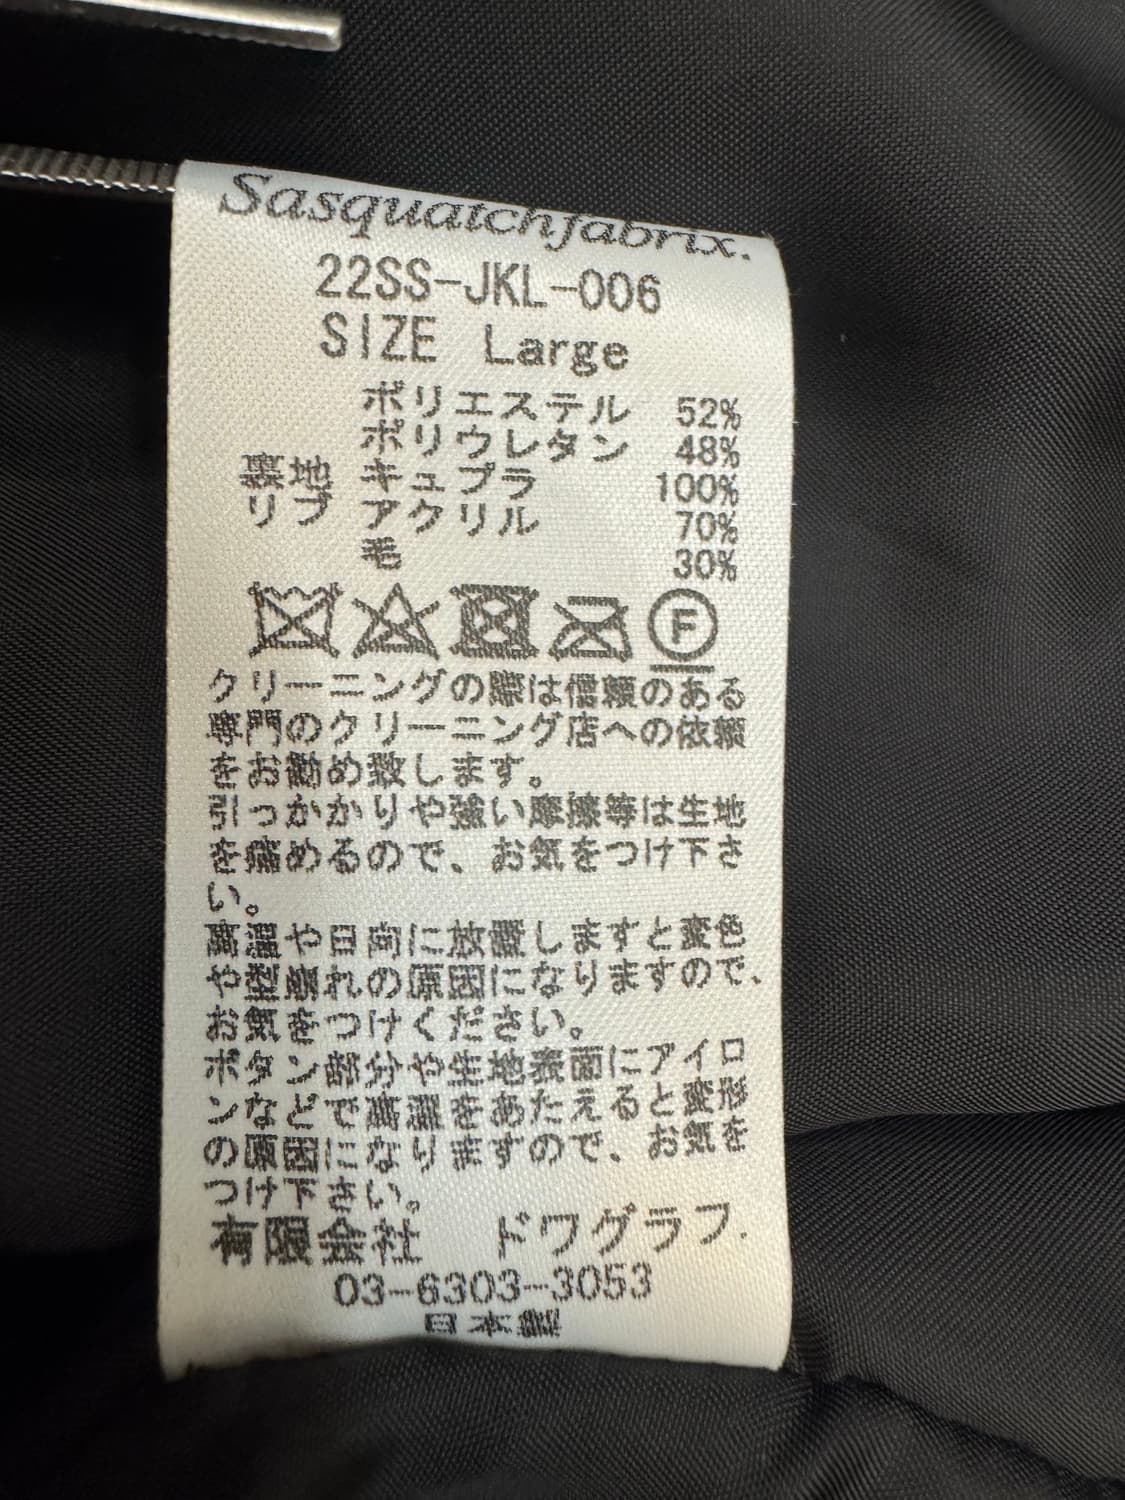 Sasquatchfabrix.
22SS-JKL-006
SIZE Large
ポリエステル 52%
ポリウレタン 48%
裏地 キュプラ 100%
リブ アクリル 70%
毛 30%
F
クリーニングの際は信頼のある
専門のクリーニング店への依頼
をお勧め致します。
引っかかりや強い摩擦等は生地
を痛めるので、お気をつけ下さ
い。
高温や日向に放置しますと変色
や型崩れの原因になりますので、
お気をつけください。
ボタン部分や生地表面にアイロ
ンなどで高温をあたえると変形
の原因になりますので、お気を
つけ下さい。
有限会社 ドワグラフ.
03-6303-3053
日本製